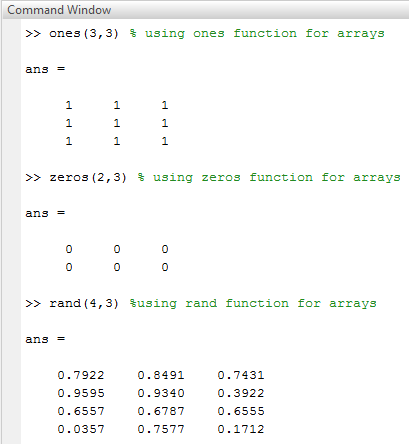 Command Window
>> ones(3,3) % using ones function for arrays
ans =
1 1 1
1 1 1
1 1 1
>> zeros(2,3) % using zeros function for arrays
ans =
0 0 0
0 0 0
>> rand(4,3) %using rand function for arrays
ans =
0.7922 0.8491 0.7431
0.9595 0.9340 0.3922
0.6557 0.6787 0.6555
0.0357 0.7577 0.1712